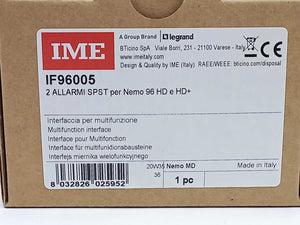 IME
A Group Brand legrand
BTicino SpA Viale Borri, 231 - 21100 Varese - Italy
www.imeitaly.com
Design & Quality by IME (ITALY) RAEE/WEEE: bticino.com/disposal
IF96005
2 ALLARMI SPST per Nemo 96 HD e HD+
Interfaccia per multifunzione
Multifunction interface
Interface pour Multifonction
Interface für multifunktionsbausteine
Interfejs miernika wielofunkcyjnego
20W35 Nemo MD Made in Italy
36
1 pc
8 032826 025952